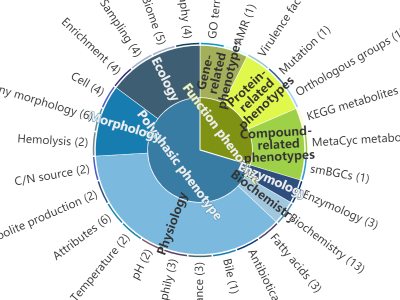 GO ter
AMR (1)
Virulence fac
Mutation (1)
Orthologous groups (1
KEGG metabolites
MetaCyc metabo
smBGCs (1)
Enzymology (3)
Biochemistry (13)
Fatty acids (3)
Antibiotica
Bile (1)
ance (3)
phily (3)
pH (2)
Temperature (2)
Attributes (6)
bolite production (2)
C/N source (2)
Hemolysis (2)
ny morphology (6)
Cell (4)
Enrichment (4)
Sampling (4)
Biome (5)
phy (4)
Gene-
related
phenotypes
Protein-
related
phenotypes
Compound-
related
phenotypes
Enzymology
Biochemistry
Physiology
Morphology
Ecology
Function phenotype
Polyphasic phenotype